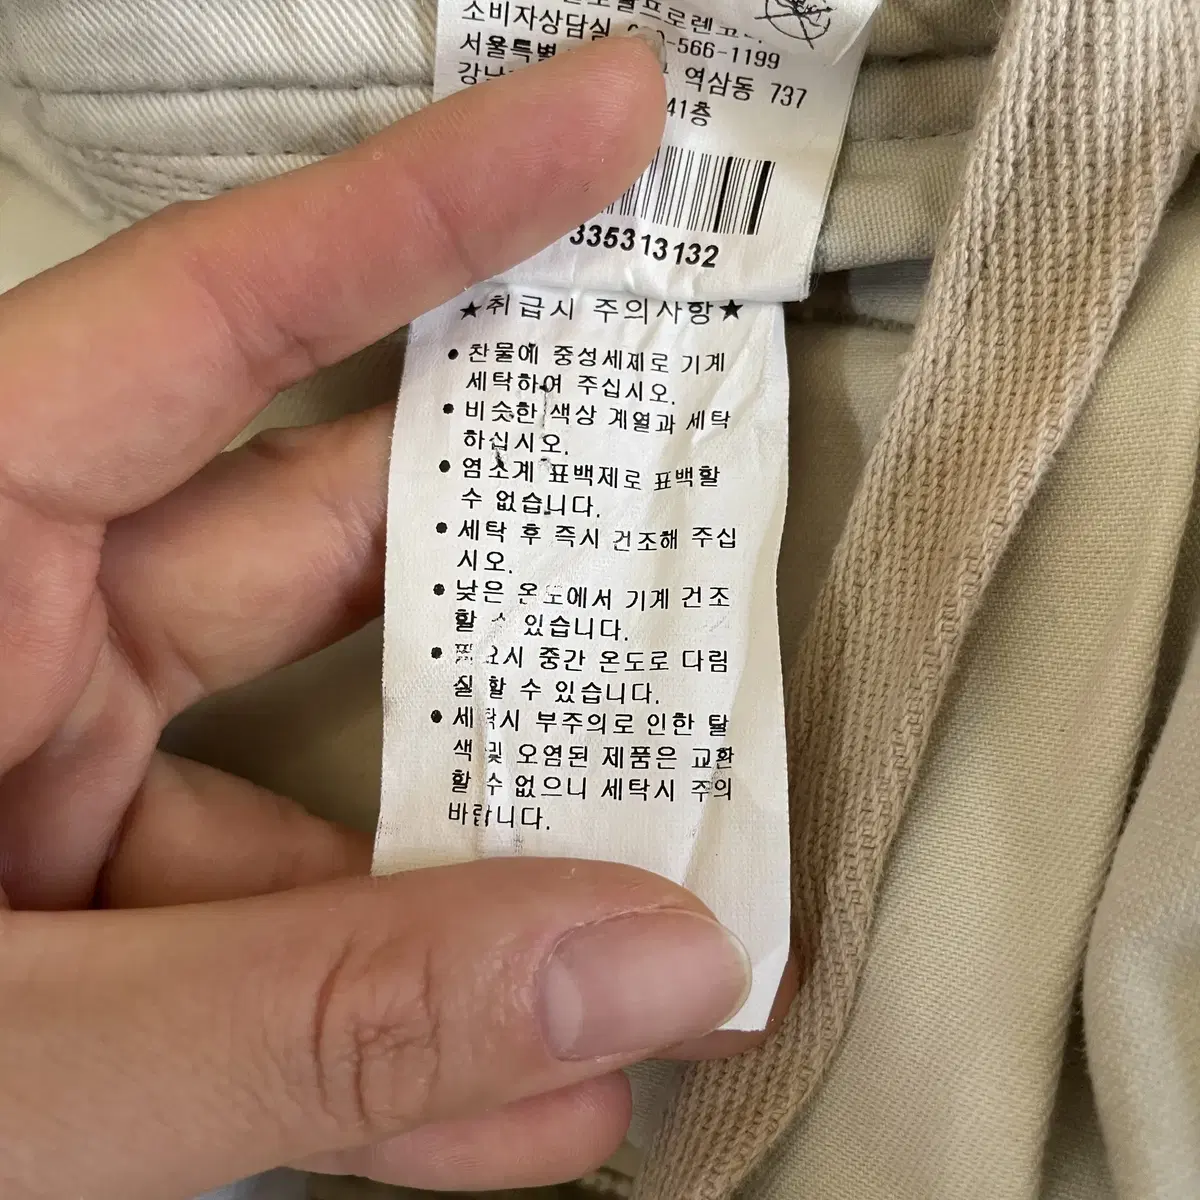 소비자상담실 566-1199
서울특별
역삼동 737
41층
335313132
★취급시 주의사항★
● 찬물에 중성세제로 기계
세탁하여 주십시오.
● 비슷한 색상 계열과 세탁
하십시오.
● 염소계 표백제로 표백할
수 없습니다.
● 세탁 후 즉시 건조해 주십
시오.
● 낮은 온도에서 기계 건조
할 수 있습니다.
● 필요시 중간 온도로 다림
질 할 수 있습니다.
● 세탁시 부주의로 인한 탈
색 및 오염된 제품은 교환
할 수 없으니 세탁시 주의
바랍니다.